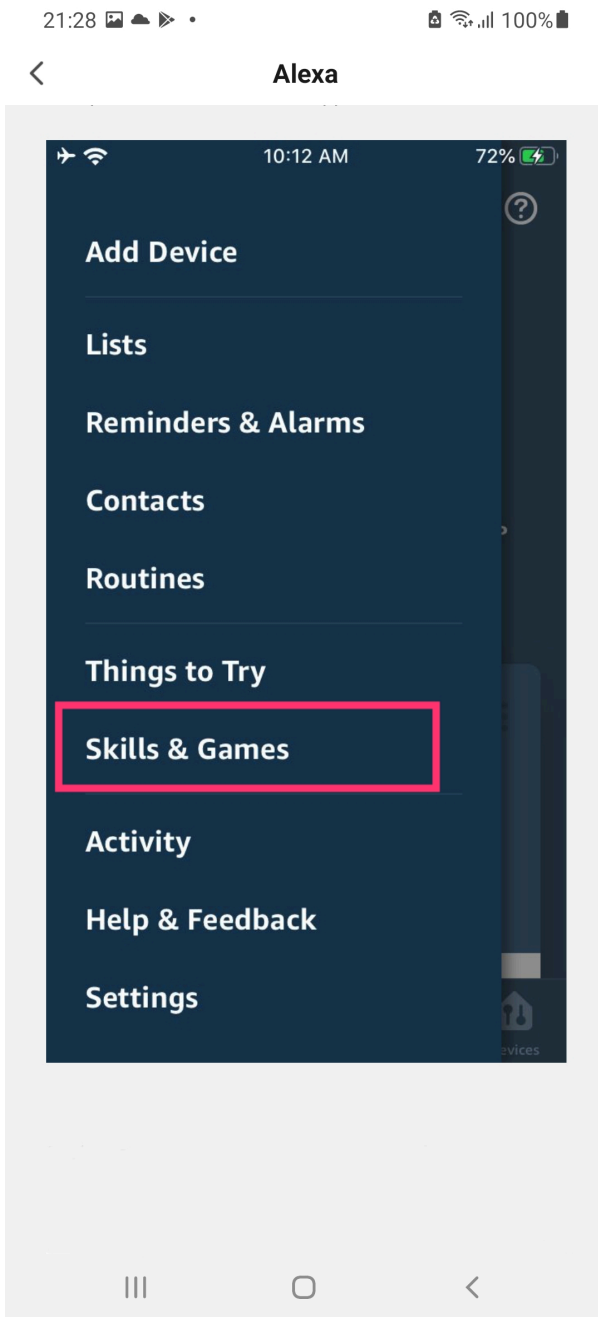 21:28
100%
Alexa
10:12 AM
72%
Add Device
Lists
Reminders & Alarms
Contacts
Routines
Things to Try
Skills & Games
Activity
Help & Feedback
Settings
evices